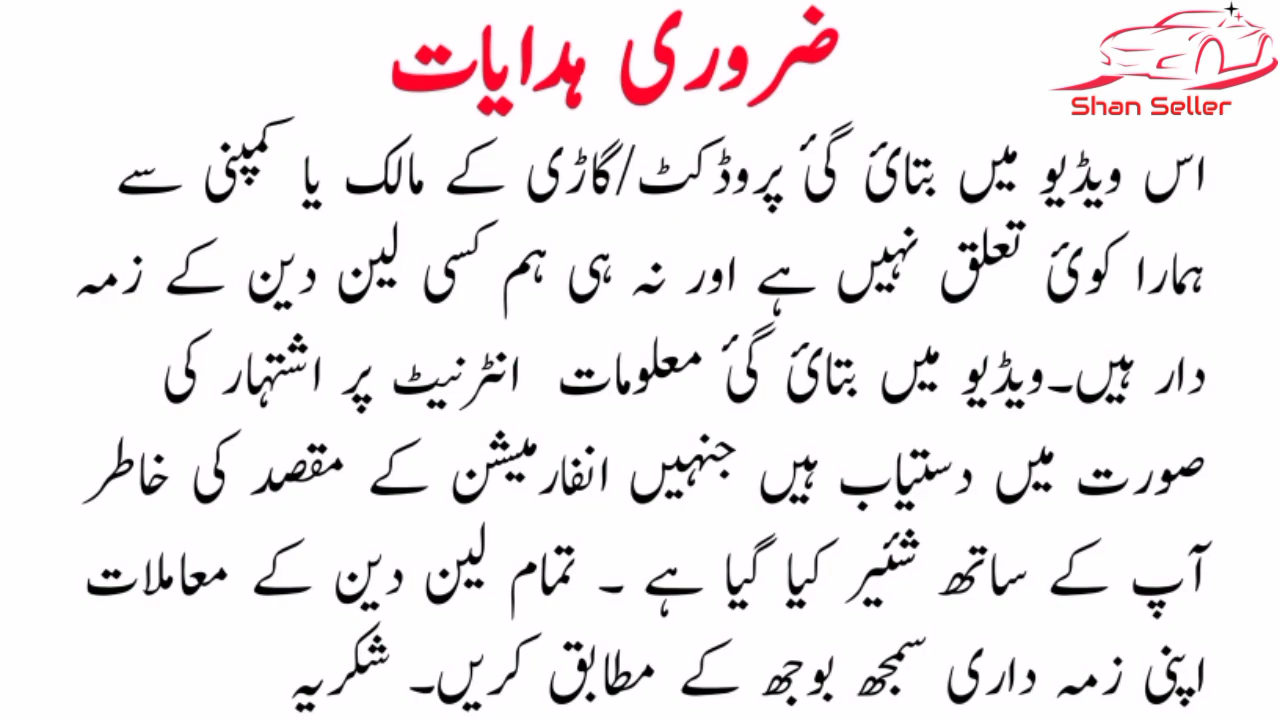 ضروری ہدایات
Shan Seller
اس ویڈیو میں بتائ گئ پروڈکٹ/گاڑی کے مالک یا کمپنی سے
ہمارا کوئ تعلق نہیں ہے اور نہ ہی ہم کسی لین دین کے زمہ
دار ہیں۔ویڈیو میں بتائ گئ معلومات انٹرنیٹ پر اشتہار کی
صورت میں دستیاب ہیں جنہیں انفارمیشن کے مقصد کی خاطر
آپ کے ساتھ شئیر کیا گیا ہے ۔ تمام لین دین کے معاملات
اپنی زمہ داری سمجھ بوجھ کے مطابق کریں۔ شکریہ